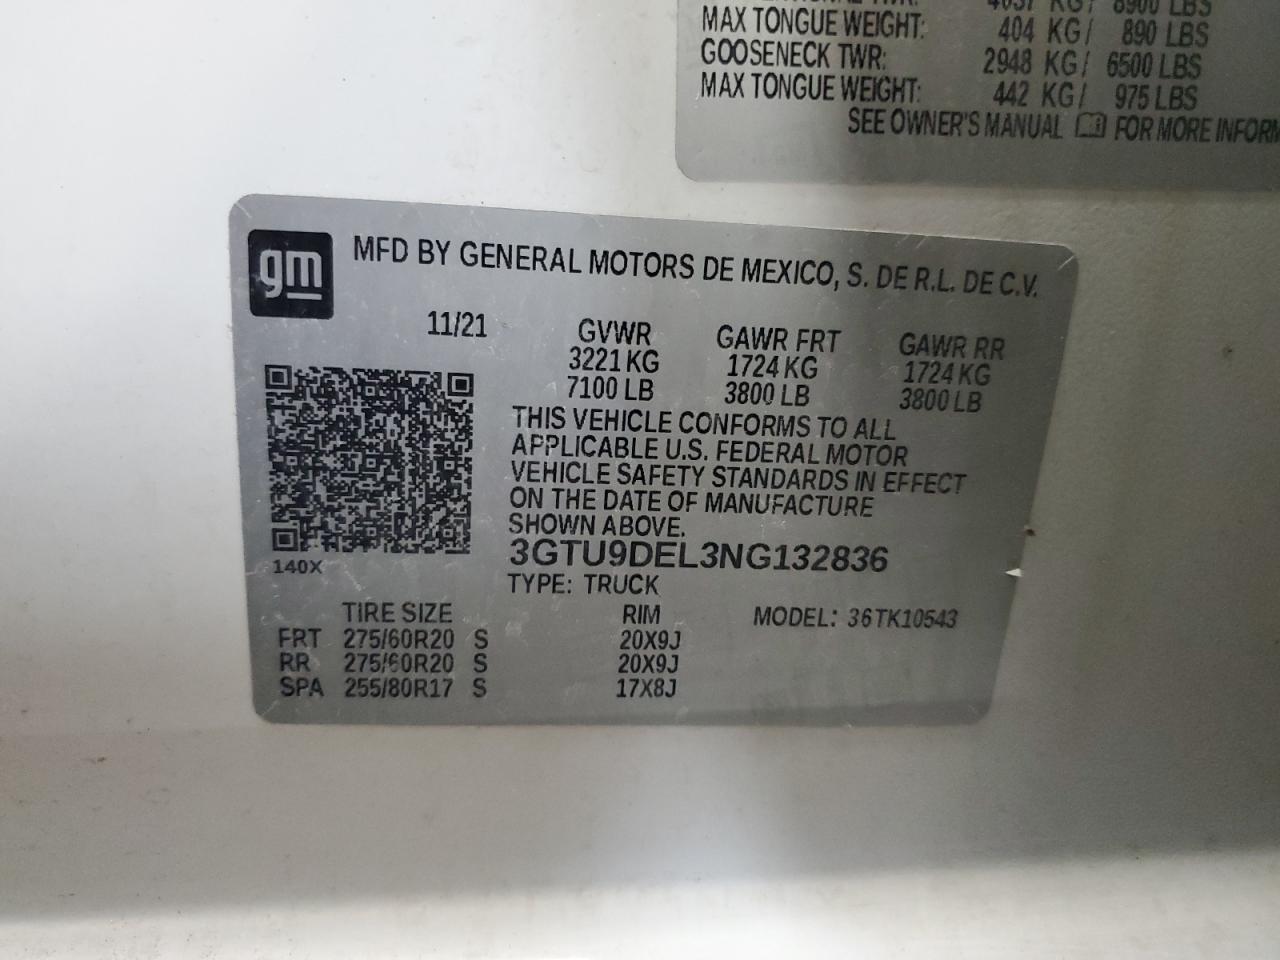 4037 KG/ 8900 LBS
MAX TONGUE WEIGHT: 404 KG/ 890 LBS
GOOSENECK TWR: 2948 KG/ 6500 LBS
MAX TONGUE WEIGHT: 442 KG/ 975 LBS
SEE OWNER'S MANUAL FOR MORE INFORM
gm
MFD BY GENERAL MOTORS DE MEXICO, S. DE R.L. DE C.V.
11/21 GVWR GAWR FRT GAWR RR
3221 KG 1724 KG 1724 KG
7100 LB 3800 LB 3800 LB
THIS VEHICLE CONFORMS TO ALL
APPLICABLE U.S. FEDERAL MOTOR
VEHICLE SAFETY STANDARDS IN EFFECT
ON THE DATE OF MANUFACTURE
SHOWN ABOVE.
3GTU9DEL3NG132836
140X
TYPE: TRUCK
TIRE SIZE RIM MODEL: 36TK10543
FRT 275/60R20 S 20X9J
RR 275/60R20 S 20X9J
SPA 255/80R17 S 17X8J